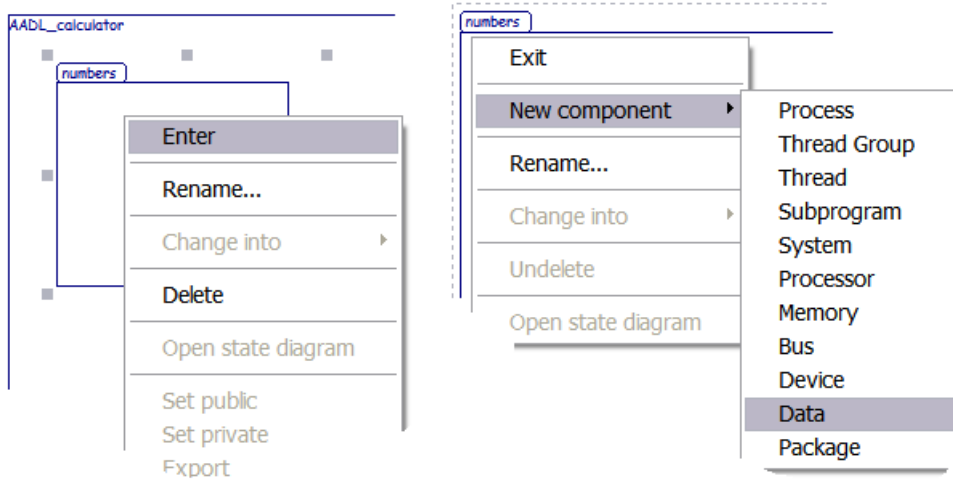 AADL_calculator
numbers
Enter
Rename...
Change into
Delete
Open state diagram
Set public
Set private
Export
numbers
Exit
New component
Rename...
Change into
Undelete
Open state diagram
Process
Thread Group
Thread
Subprogram
System
Processor
Memory
Bus
Device
Data
Package